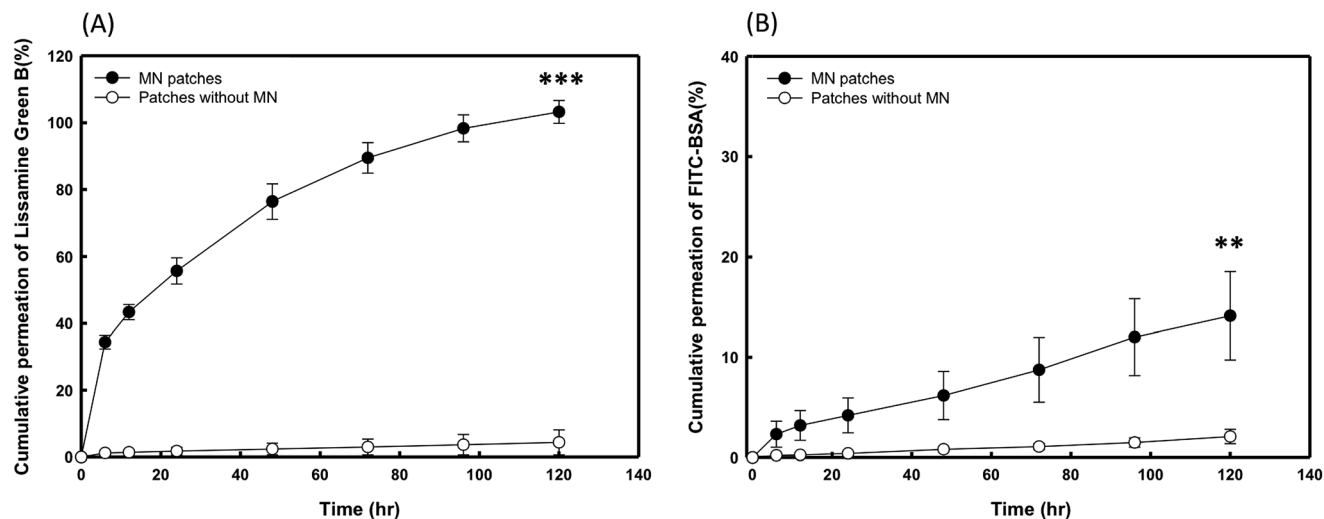 (A)
Cumulative permeation of Lissamine Green B(%)
120
100
80
60
40
20
0
MN patches
Patches without MN
***
0 20 40 60 80 100 120 140
Time (hr)
(B)
Cumulative permeation of FITC-BSA(%)
40
30
20
10
0
MN patches
Patches without MN
**
0 20 40 60 80 100 120 140
Time (hr)